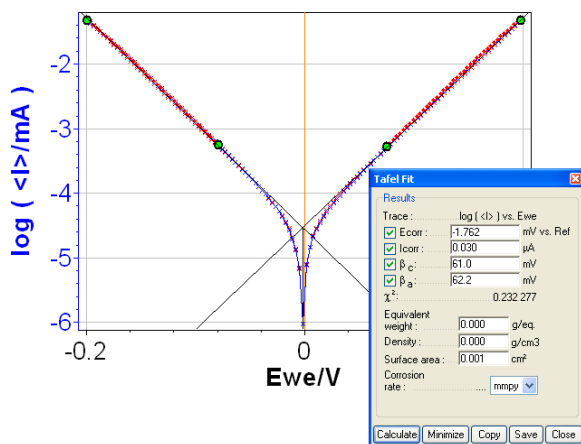 log ( <I>/mA )
-2
-3
-4
-5
-6
-0.2
0
Ewe/V
Tafel Fit
Results
Trace : log ( <I> ) vs. Ewe
Ecorr : -1.762 mV vs. Ref
Icorr : 0.030 µA
β c : 61.0 mV
β a : 62.2 mV
χ² : 0.232 277
Equivalent
weight : 0.000 g/eq.
Density : 0.000 g/cm3
Surface area : 0.001 cm²
Corrosion
rate : .... mmpy
Calculate Minimize Copy Save Close